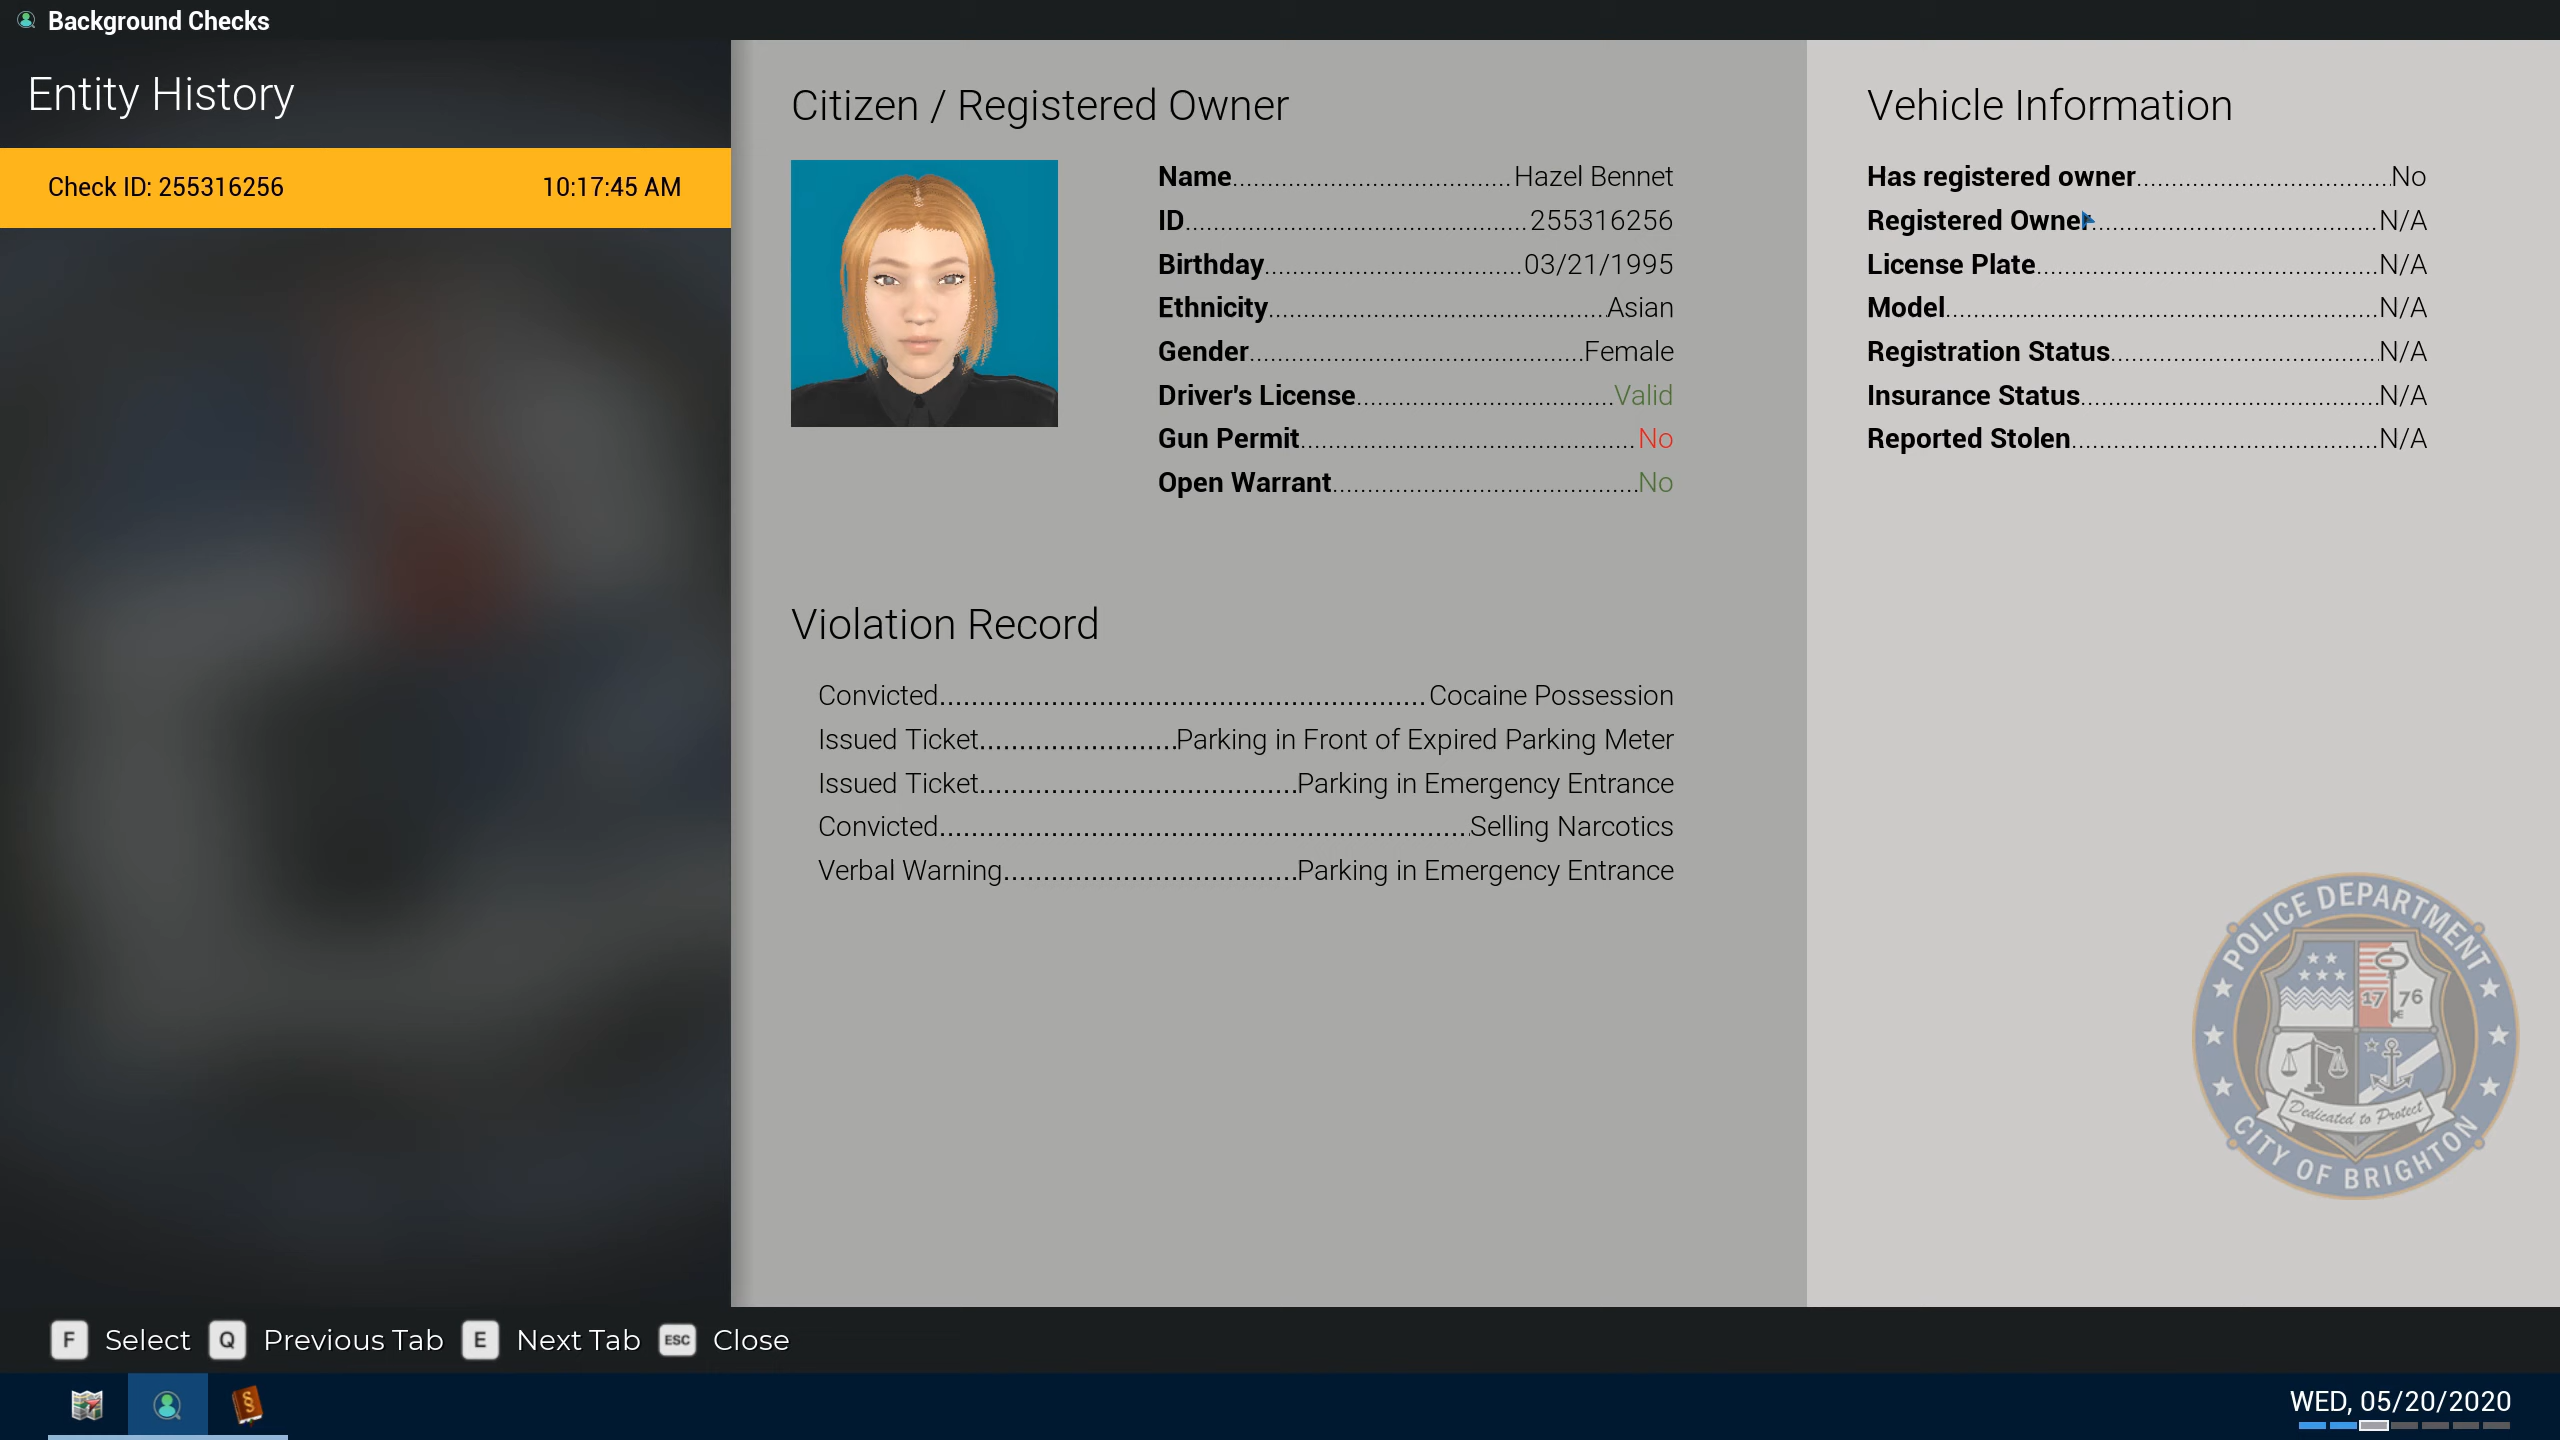 Background Checks
Entity History
Check ID: 255316256 10:17:45 AM
Citizen / Registered Owner
Name Hazel Bennet
ID 255316256
Birthday 03/21/1995
Ethnicity Asian
Gender Female
Driver's License Valid
Gun Permit No
Open Warrant No
Violation Record
Convicted Cocaine Possession
Issued Ticket Parking in Front of Expired Parking Meter
Issued Ticket Parking in Emergency Entrance
Convicted Selling Narcotics
Verbal Warning Parking in Emergency Entrance
Vehicle Information
Has registered owner No
Registered Owner N/A
License Plate N/A
Model N/A
Registration Status N/A
Insurance Status N/A
Reported Stolen N/A
POLICE DEPARTMENT
17 76
Dedicated to Protect
CITY OF BRIGHTON
F Select Q Previous Tab E Next Tab ESC Close
§
WED, 05/20/2020